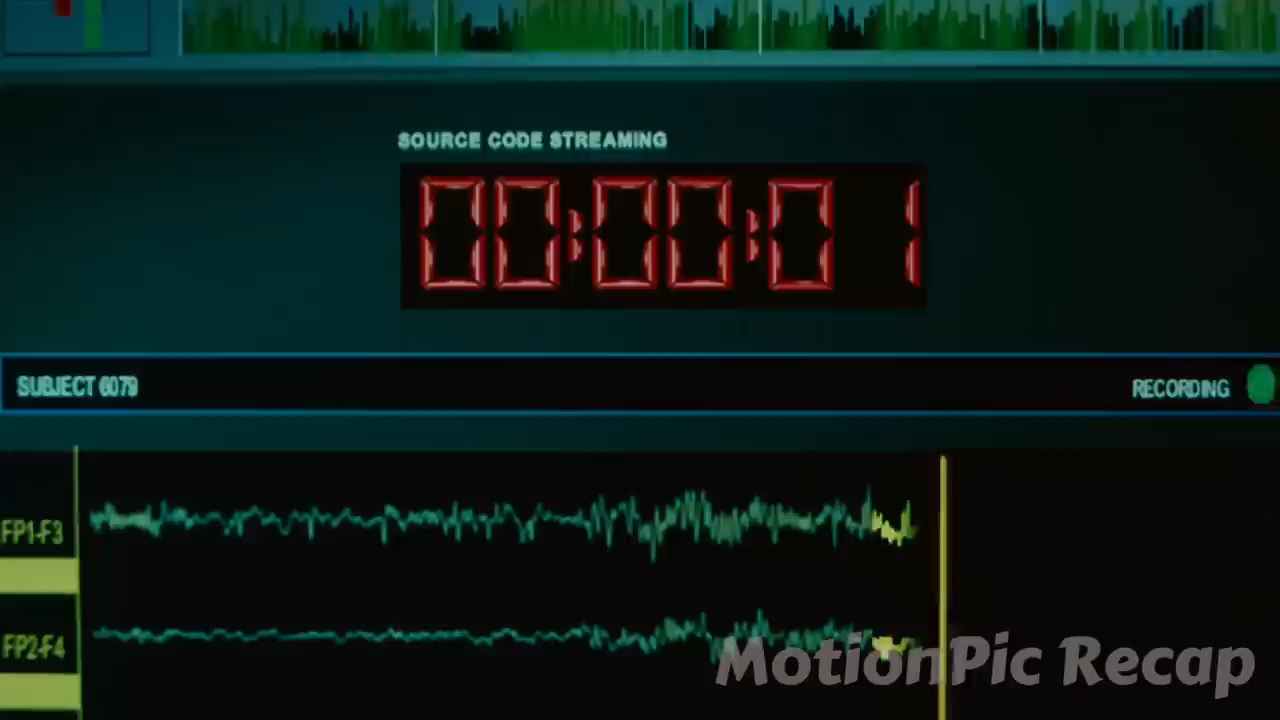 SOURCE CODE STREAMING
00:00:01
SUBJECT 6079
RECORDING
FP1-F3
FP2-F4
MotionPic Recap